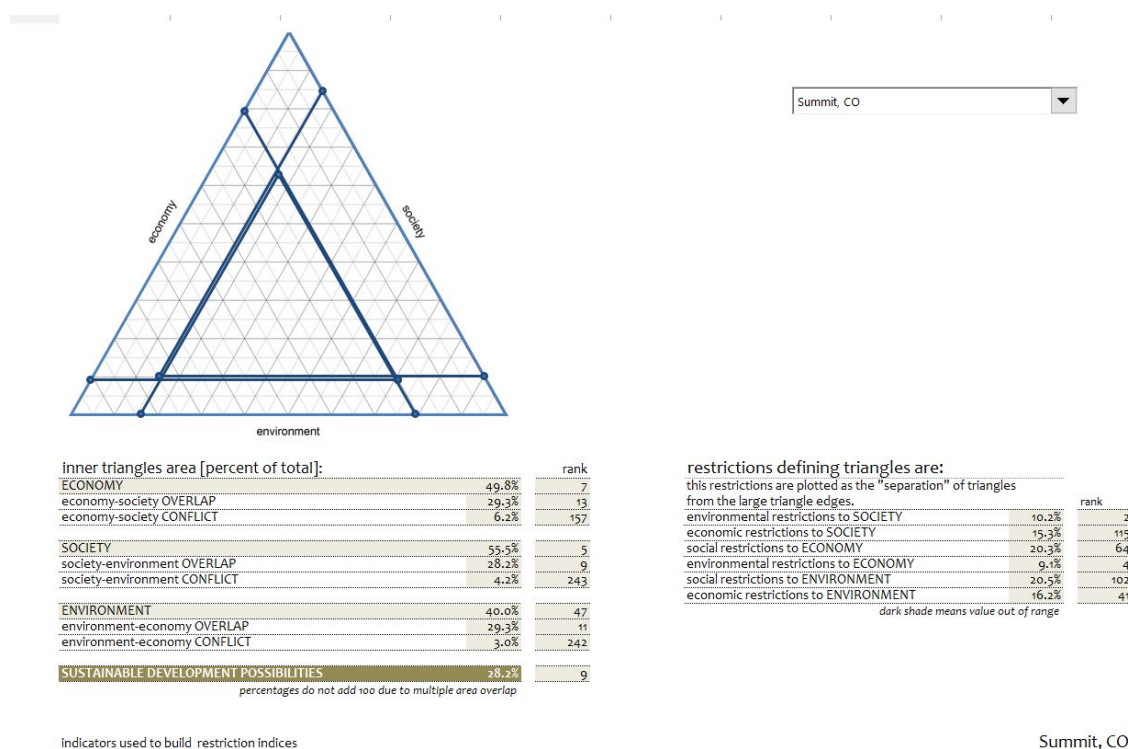 Summit, CO
economy
society
environment
inner triangles area [percent of total]: rank
ECONOMY 49.8% 7
economy-society OVERLAP 29.3% 13
economy-society CONFLICT 6.2% 157
SOCIETY 55.5% 5
society-environment OVERLAP 28.2% 9
society-environment CONFLICT 4.2% 243
ENVIRONMENT 40.0% 47
environment-economy OVERLAP 29.3% 11
environment-economy CONFLICT 3.0% 242
SUSTAINABLE DEVELOPMENT POSSIBILITIES 28.2% 9
percentages do not add 100 due to multiple area overlap
restrictions defining triangles are:
this restrictions are plotted as the "separation" of triangles
from the large triangle edges. rank
environmental restrictions to SOCIETY 10.2% 2
economic restrictions to SOCIETY 15.3% 115
social restrictions to ECONOMY 20.3% 64
environmental restrictions to ECONOMY 9.1% 4
social restrictions to ENVIRONMENT 20.5% 102
economic restrictions to ENVIRONMENT 16.2% 41
dark shade means value out of range
indicators used to build restriction indices
Summit, CO